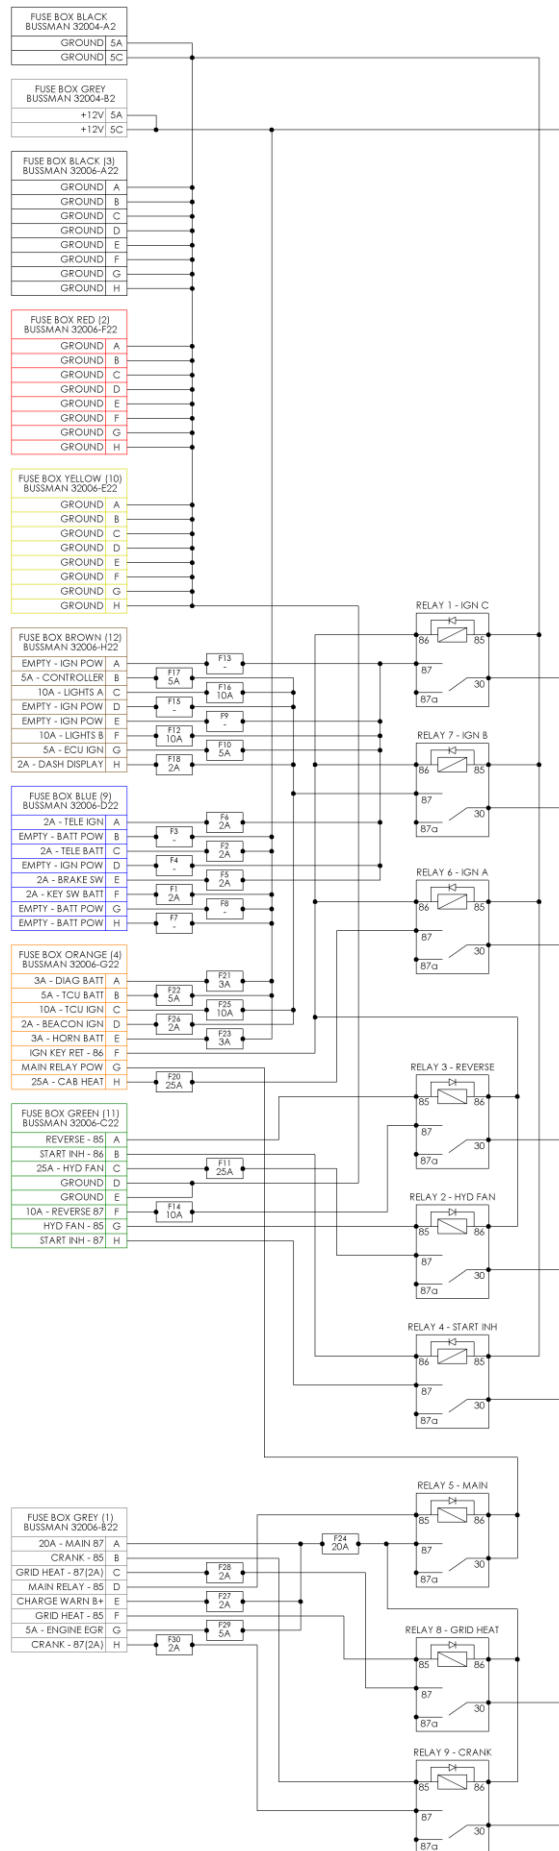 FUSE BOX BLACK
BUSSMAN 32004-A2
GROUND 5A
GROUND 5C
FUSE BOX GREY
BUSSMAN 32004-B2
+12V 5A
+12V 5C
FUSE BOX BLACK (3)
BUSSMAN 32006-A22
GROUND A
GROUND B
GROUND C
GROUND D
GROUND E
GROUND F
GROUND G
GROUND H
FUSE BOX RED (2)
BUSSMAN 32006-F22
GROUND A
GROUND B
GROUND C
GROUND D
GROUND E
GROUND F
GROUND G
GROUND H
FUSE BOX YELLOW (10)
BUSSMAN 32006-E22
GROUND A
GROUND B
GROUND C
GROUND D
GROUND E
GROUND F
GROUND G
GROUND H
FUSE BOX BROWN (12)
BUSSMAN 32006-H22
EMPTY - IGN POW A
5A - CONTROLLER B
10A - LIGHTS A C
EMPTY - IGN POW D
EMPTY - IGN POW E
10A - LIGHTS B F
5A - ECU IGN G
2A - DASH DISPLAY H
F13
-
F17
5A
F16
10A
F15
-
F9
-
F12
10A
F10
5A
F18
2A
FUSE BOX BLUE (9)
BUSSMAN 32006-D22
2A - TELE IGN A
EMPTY - BATT POW B
2A - TELE BATT C
EMPTY - IGN POW D
2A - BRAKE SW E
2A - KEY SW BATT F
EMPTY - BATT POW G
EMPTY - BATT POW H
F6
2A
F3
-
F2
2A
F4
-
F5
2A
F1
2A
F8
-
F7
-
FUSE BOX ORANGE (4)
BUSSMAN 32006-G22
3A - DIAG BATT A
5A - TCU BATT B
10A - TCU IGN C
2A - BEACON IGN D
3A - HORN BATT E
IGN KEY RET - 86 F
MAIN RELAY POW G
25A - CAB HEAT H
F21
3A
F22
5A
F25
10A
F26
2A
F23
3A
F20
25A
FUSE BOX GREEN (11)
BUSSMAN 32006-C22
REVERSE - 85 A
START INH - 86 B
25A - HYD FAN C
GROUND D
GROUND E
10A - REVERSE 87 F
HYD FAN - 85 G
START INH - 87 H
F11
25A
F14
10A
FUSE BOX GREY (1)
BUSSMAN 32006-B22
20A - MAIN 87 A
CRANK - 85 B
GRID HEAT - 87(2A) C
MAIN RELAY - 85 D
CHARGE WARN B+ E
GRID HEAT - 85 F
5A - ENGINE EGR G
CRANK - 87(2A) H
F24
20A
F28
2A
F27
2A
F29
5A
F30
2A
RELAY 1 - IGN C
86 85
87
30
87a
RELAY 7 - IGN B
86 85
87
30
87a
RELAY 6 - IGN A
86 85
87
30
87a
RELAY 3 - REVERSE
85 86
87
30
87a
RELAY 2 - HYD FAN
85 86
87
30
87a
RELAY 4 - START INH
86 85
87
30
87a
RELAY 5 - MAIN
85 86
87
30
87a
RELAY 8 - GRID HEAT
85 86
87
30
87a
RELAY 9 - CRANK
85 86
87
30
87a